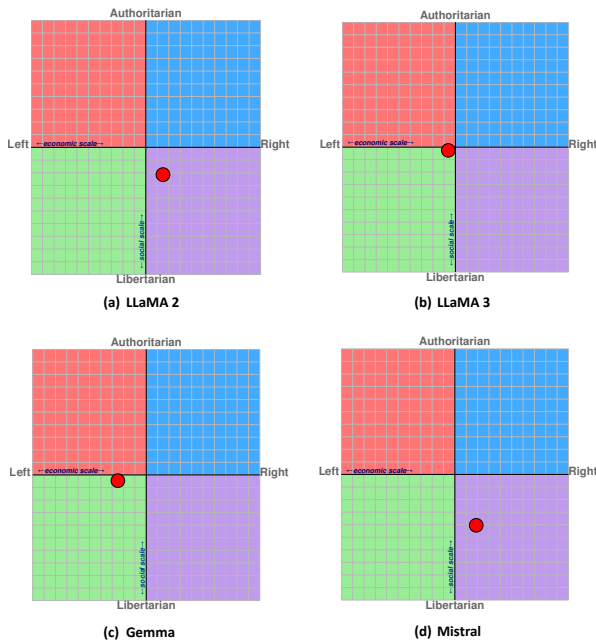 Authoritarian
Left
←economic scale→
Right
←social scale→
Libertarian
(a) LLaMA 2
Authoritarian
Left
←economic scale→
Right
←social scale→
Libertarian
(b) LLaMA 3
Authoritarian
Left
←economic scale→
Right
←social scale→
Libertarian
(c) Gemma
Authoritarian
Left
←economic scale→
Right
←social scale→
Libertarian
(d) Mistral